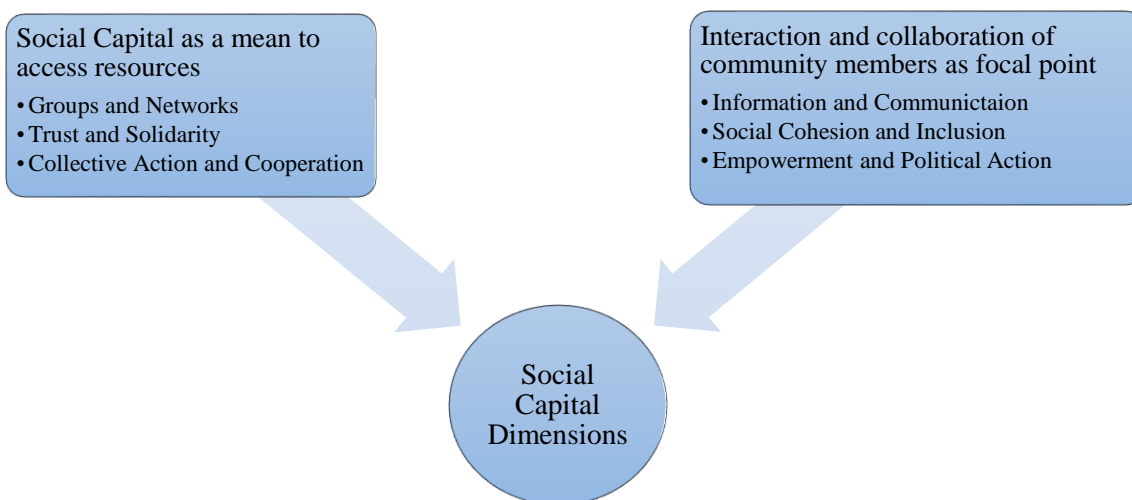 Social Capital as a mean to
access resources
• Groups and Networks
• Trust and Solidarity
• Collective Action and Cooperation
Interaction and collaboration of
community members as focal point
• Information and Communictaion
• Social Cohesion and Inclusion
• Empowerment and Political Action
Social
Capital
Dimensions